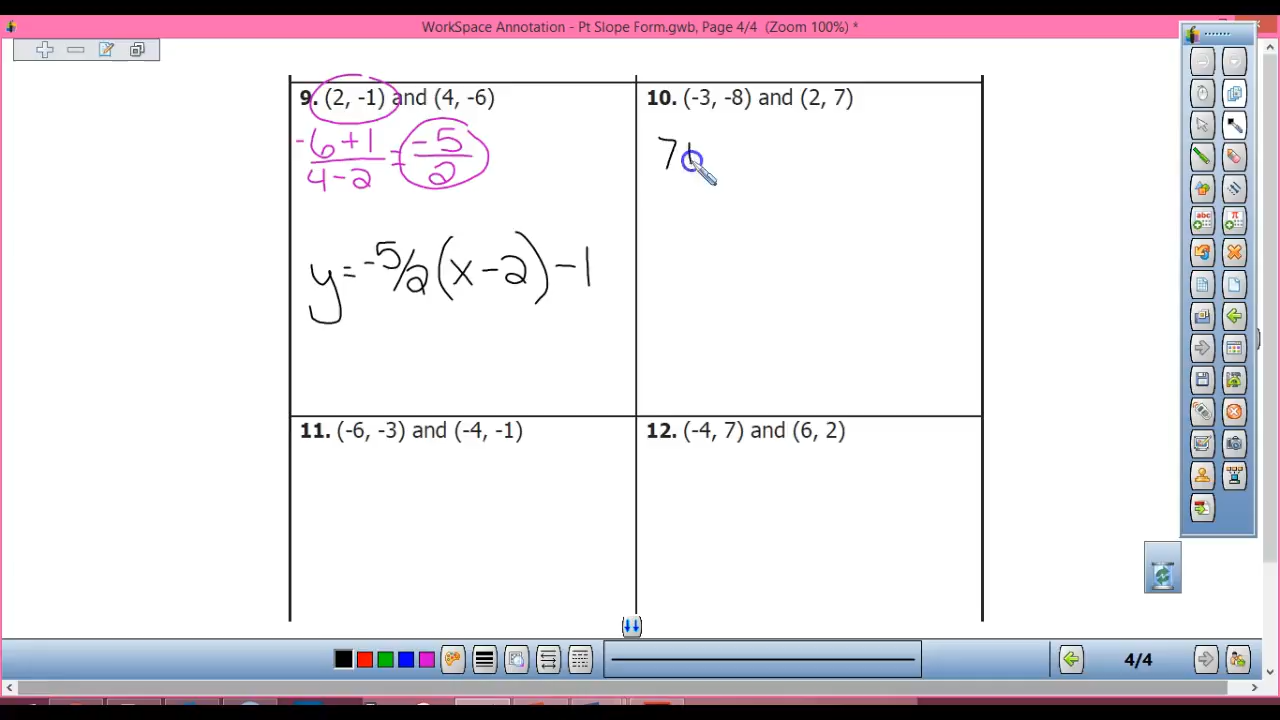 WorkSpace Annotation - Pt Slope Form.gwb, Page 4/4 (Zoom 100%) *
9. (2, -1) and (4, -6)
-6+1
4-2
=
-5
2
y = -5/2(x-2)-1
10. (-3, -8) and (2, 7)
7
11. (-6, -3) and (-4, -1)
12. (-4, 7) and (6, 2)
abc
π
4/4